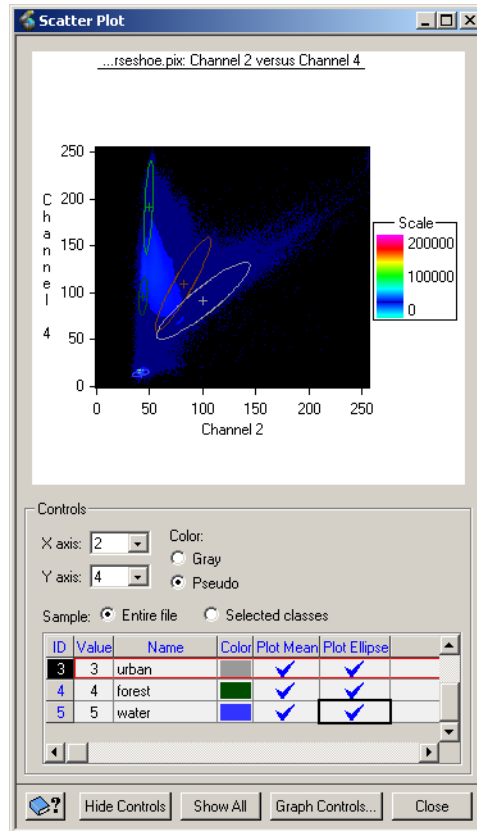 Scatter Plot
...rseshoe.pix: Channel 2 versus Channel 4
250
200
150
100
50
0
Channel 4
0 50 100 150 200 250
Channel 2
Scale
200000
100000
0
Controls
X axis: 2
Y axis: 4
Color:
Gray
Pseudo
Sample: Entire file Selected classes
ID Value Name Color Plot Mean Plot Ellipse
3 3 urban
4 4 forest
5 5 water
? Hide Controls Show All Graph Controls... Close